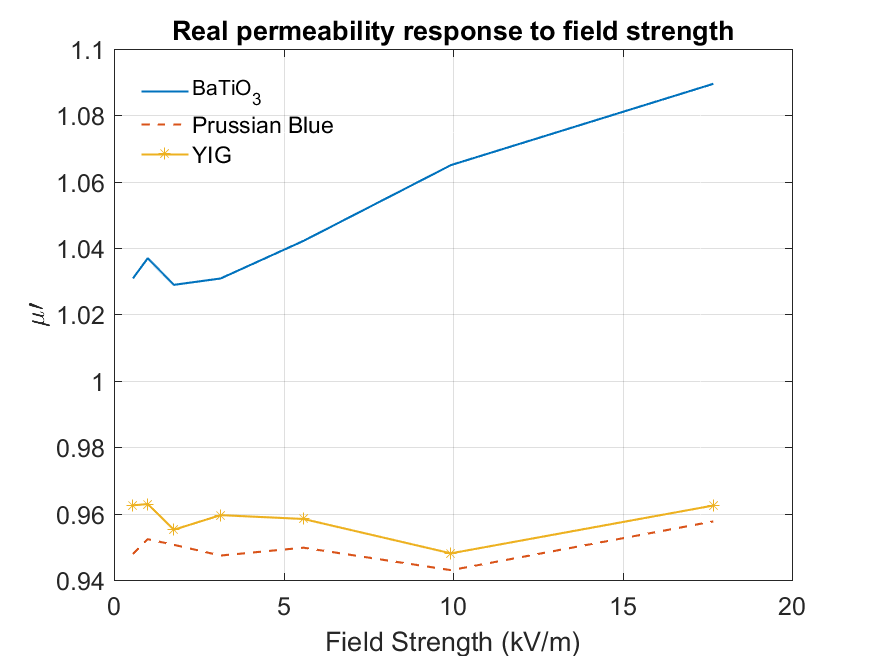 Real permeability response to field strength
BaTiO₃
Prussian Blue
YIG
1.1
1.08
1.06
1.04
1.02
1
0.98
0.96
0.94
μ′
0
5
10
15
20
Field Strength (kV/m)